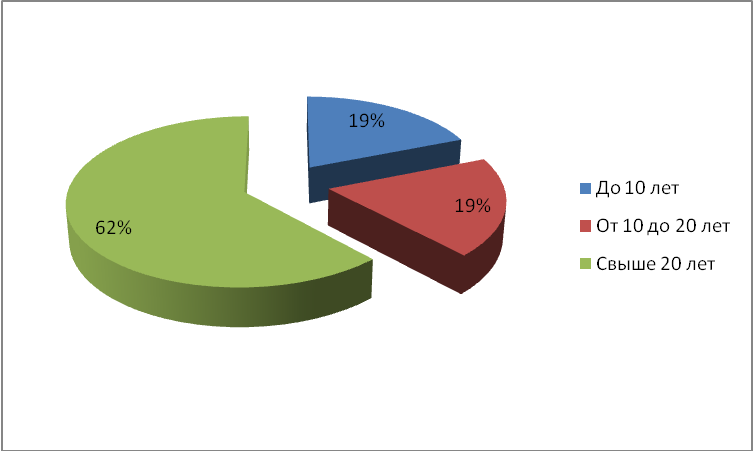 19%
19%
62%
До 10 лет
От 10 до 20 лет
Свыше 20 лет